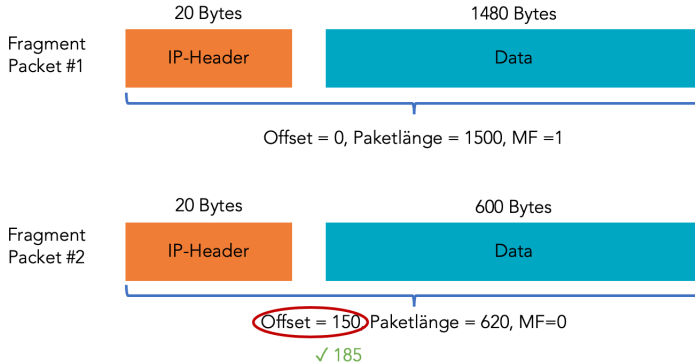 20 Bytes
1480 Bytes
Fragment
Packet #1
IP-Header
Data
Offset = 0, Paketlänge = 1500, MF =1
20 Bytes
600 Bytes
Fragment
Packet #2
IP-Header
Data
Offset = 150, Paketlänge = 620, MF=0
✓ 185